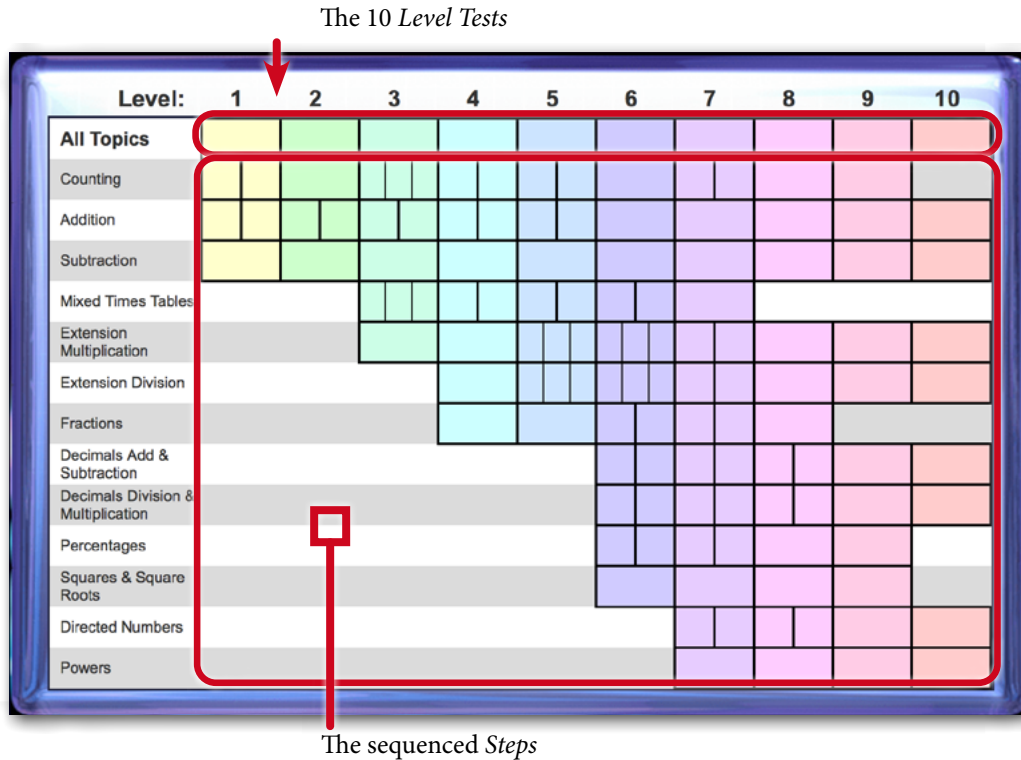 The 10 Level Tests
Level: 1 2 3 4 5 6 7 8 9 10
All Topics
Counting
Addition
Subtraction
Mixed Times Tables
Extension
Multiplication
Extension Division
Fractions
Decimals Add &
Subtraction
Decimals Division &
Multiplication
Percentages
Squares & Square
Roots
Directed Numbers
Powers
The sequenced Steps